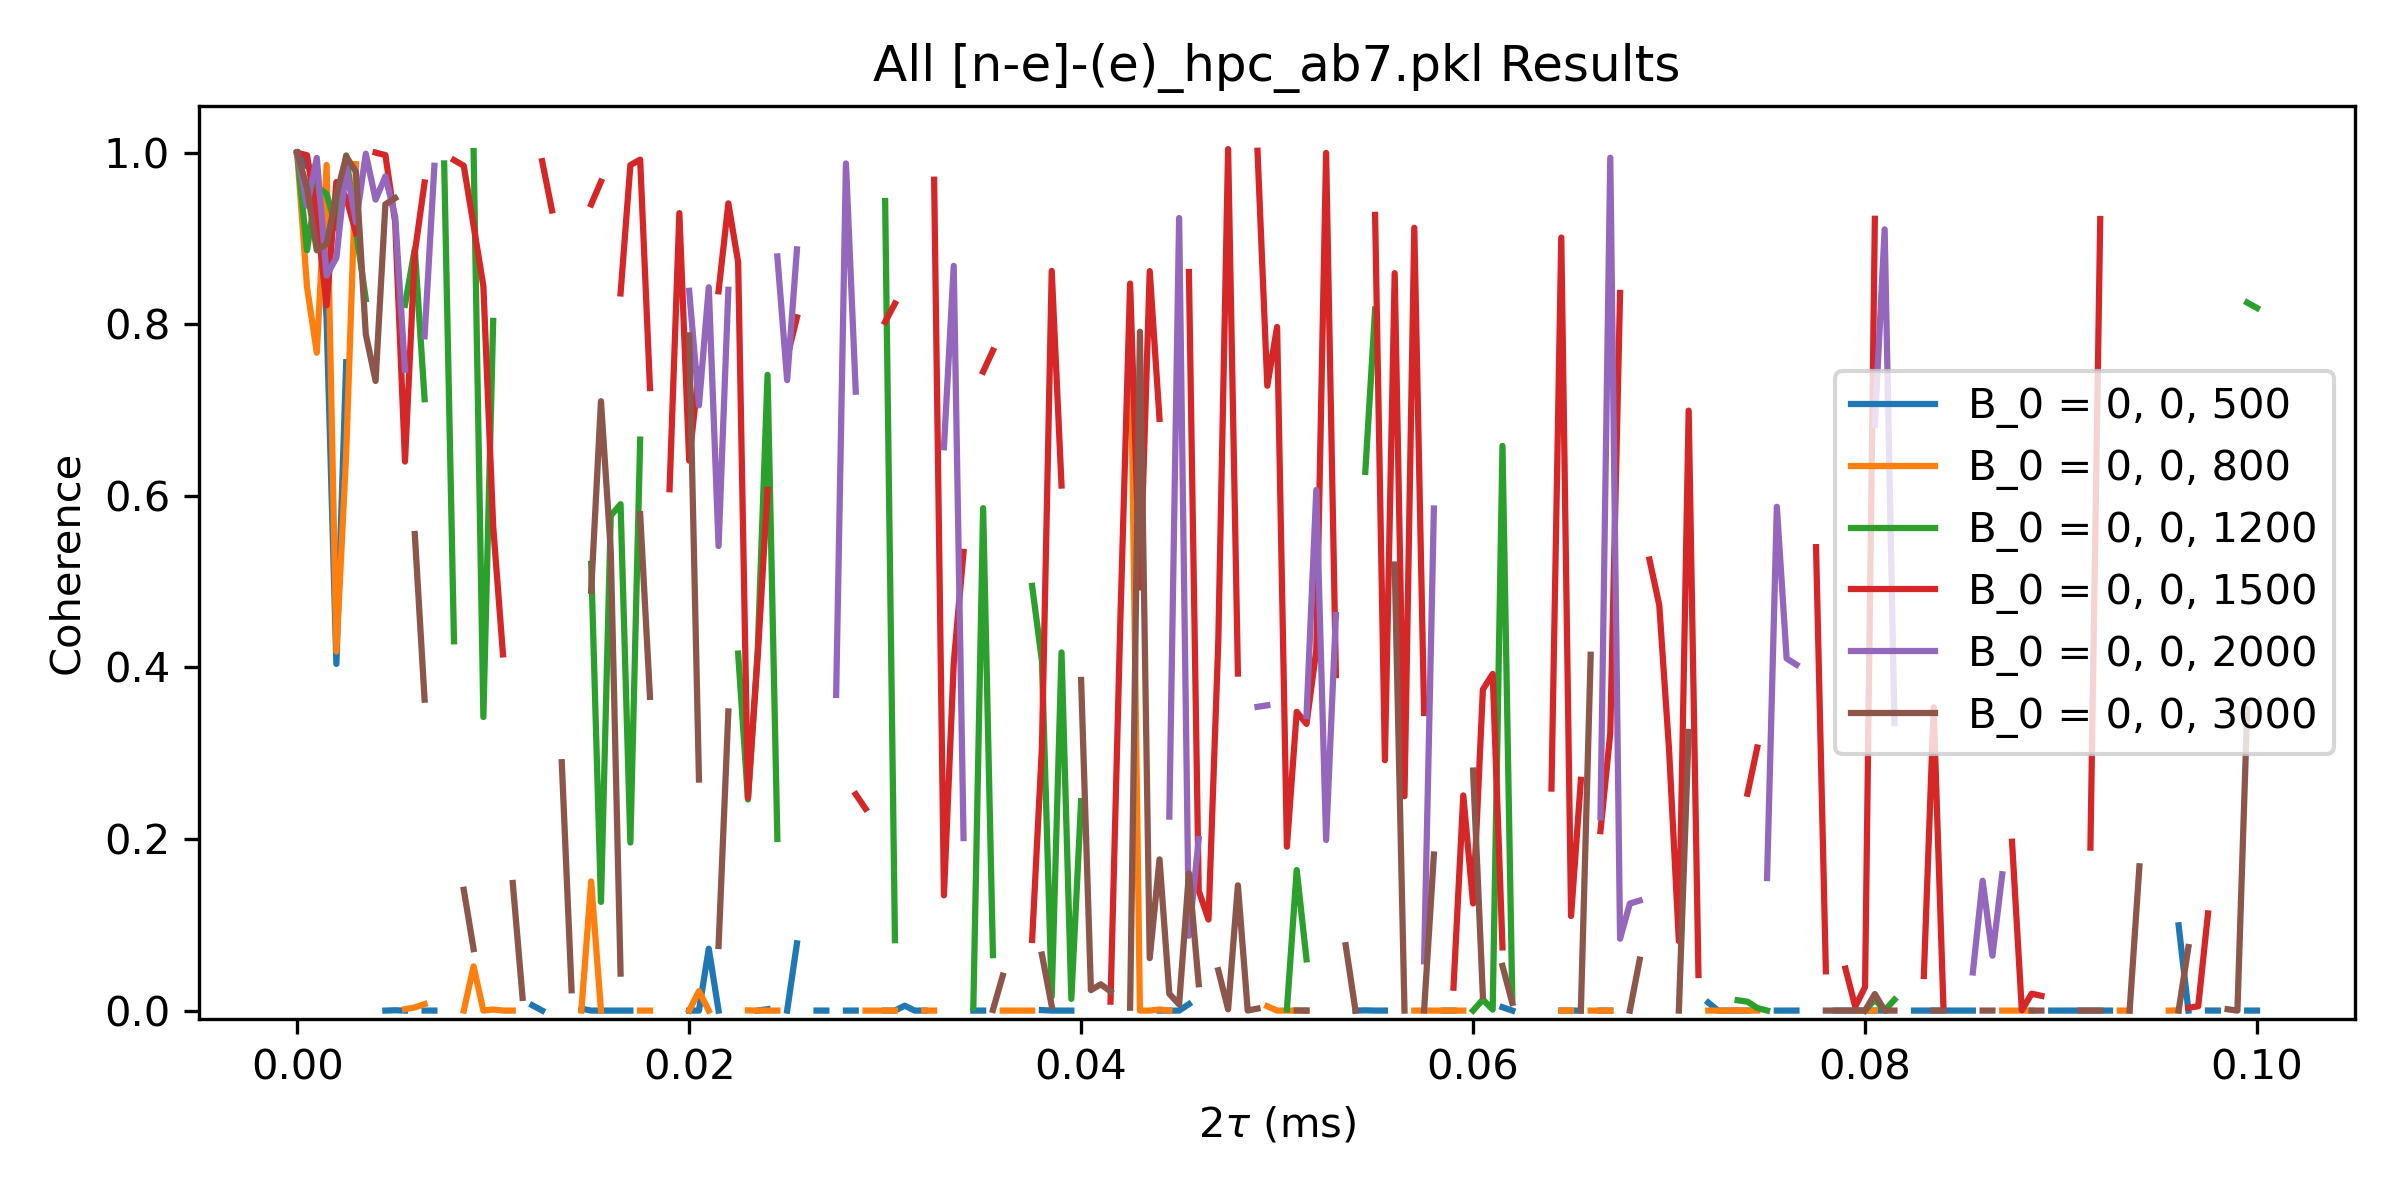 All [n-e]-(e)_hpc_ab7.pkl Results
Coherence
1.0
0.8
0.6
0.4
0.2
0.0
B_0 = 0, 0, 500
B_0 = 0, 0, 800
B_0 = 0, 0, 1200
B_0 = 0, 0, 1500
B_0 = 0, 0, 2000
B_0 = 0, 0, 3000
0.00 0.02 0.04 0.06 0.08 0.10
2τ (ms)